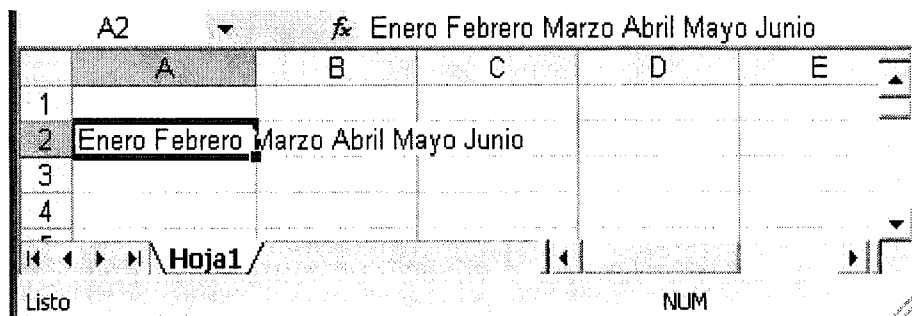 A2 fx Enero Febrero Marzo Abril Mayo Junio
A B C D E
1
2 Enero Febrero Marzo Abril Mayo Junio
3
4
Hoja1
Listo NUM